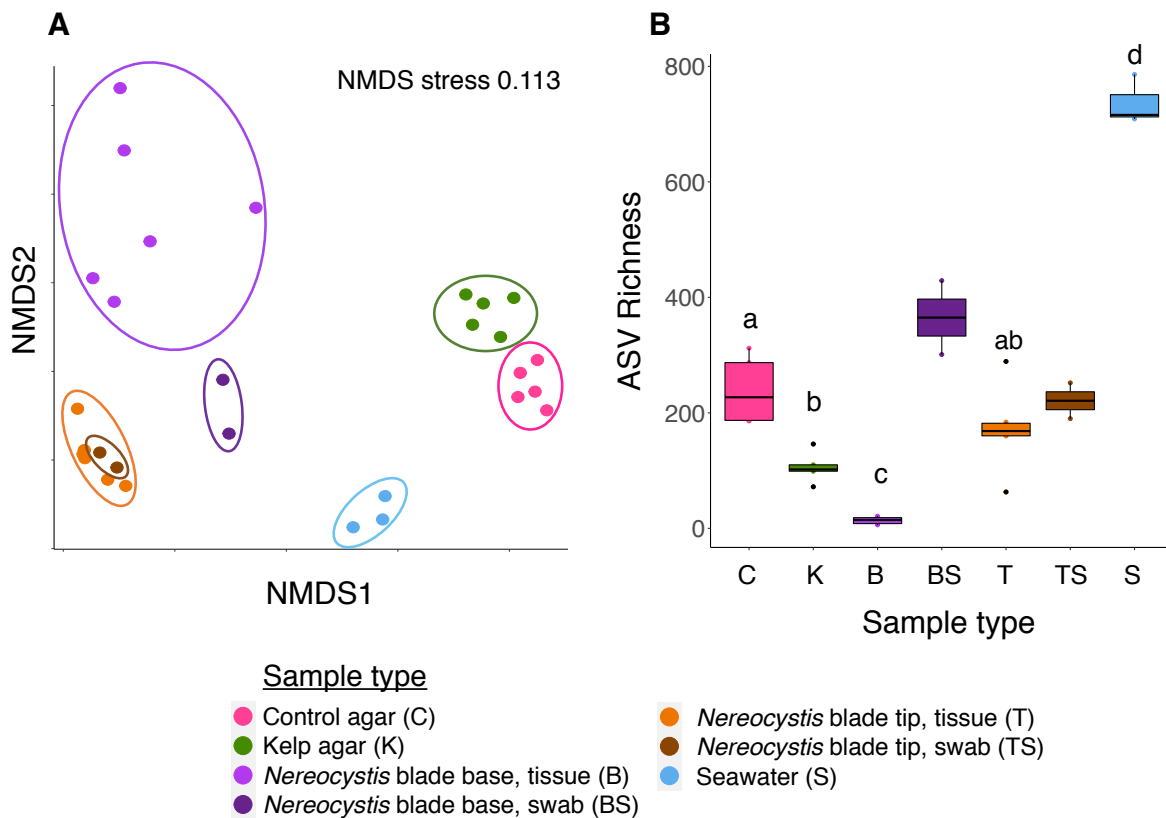 A
NMDS stress 0.113
NMDS2
NMDS1
B
ASV Richness
800
600
400
200
0
a
b
c
ab
d
C K B BS T TS S
Sample type
Sample type
Control agar (C)
Kelp agar (K)
Nereocystis blade base, tissue (B)
Nereocystis blade base, swab (BS)
Nereocystis blade tip, tissue (T)
Nereocystis blade tip, swab (TS)
Seawater (S)